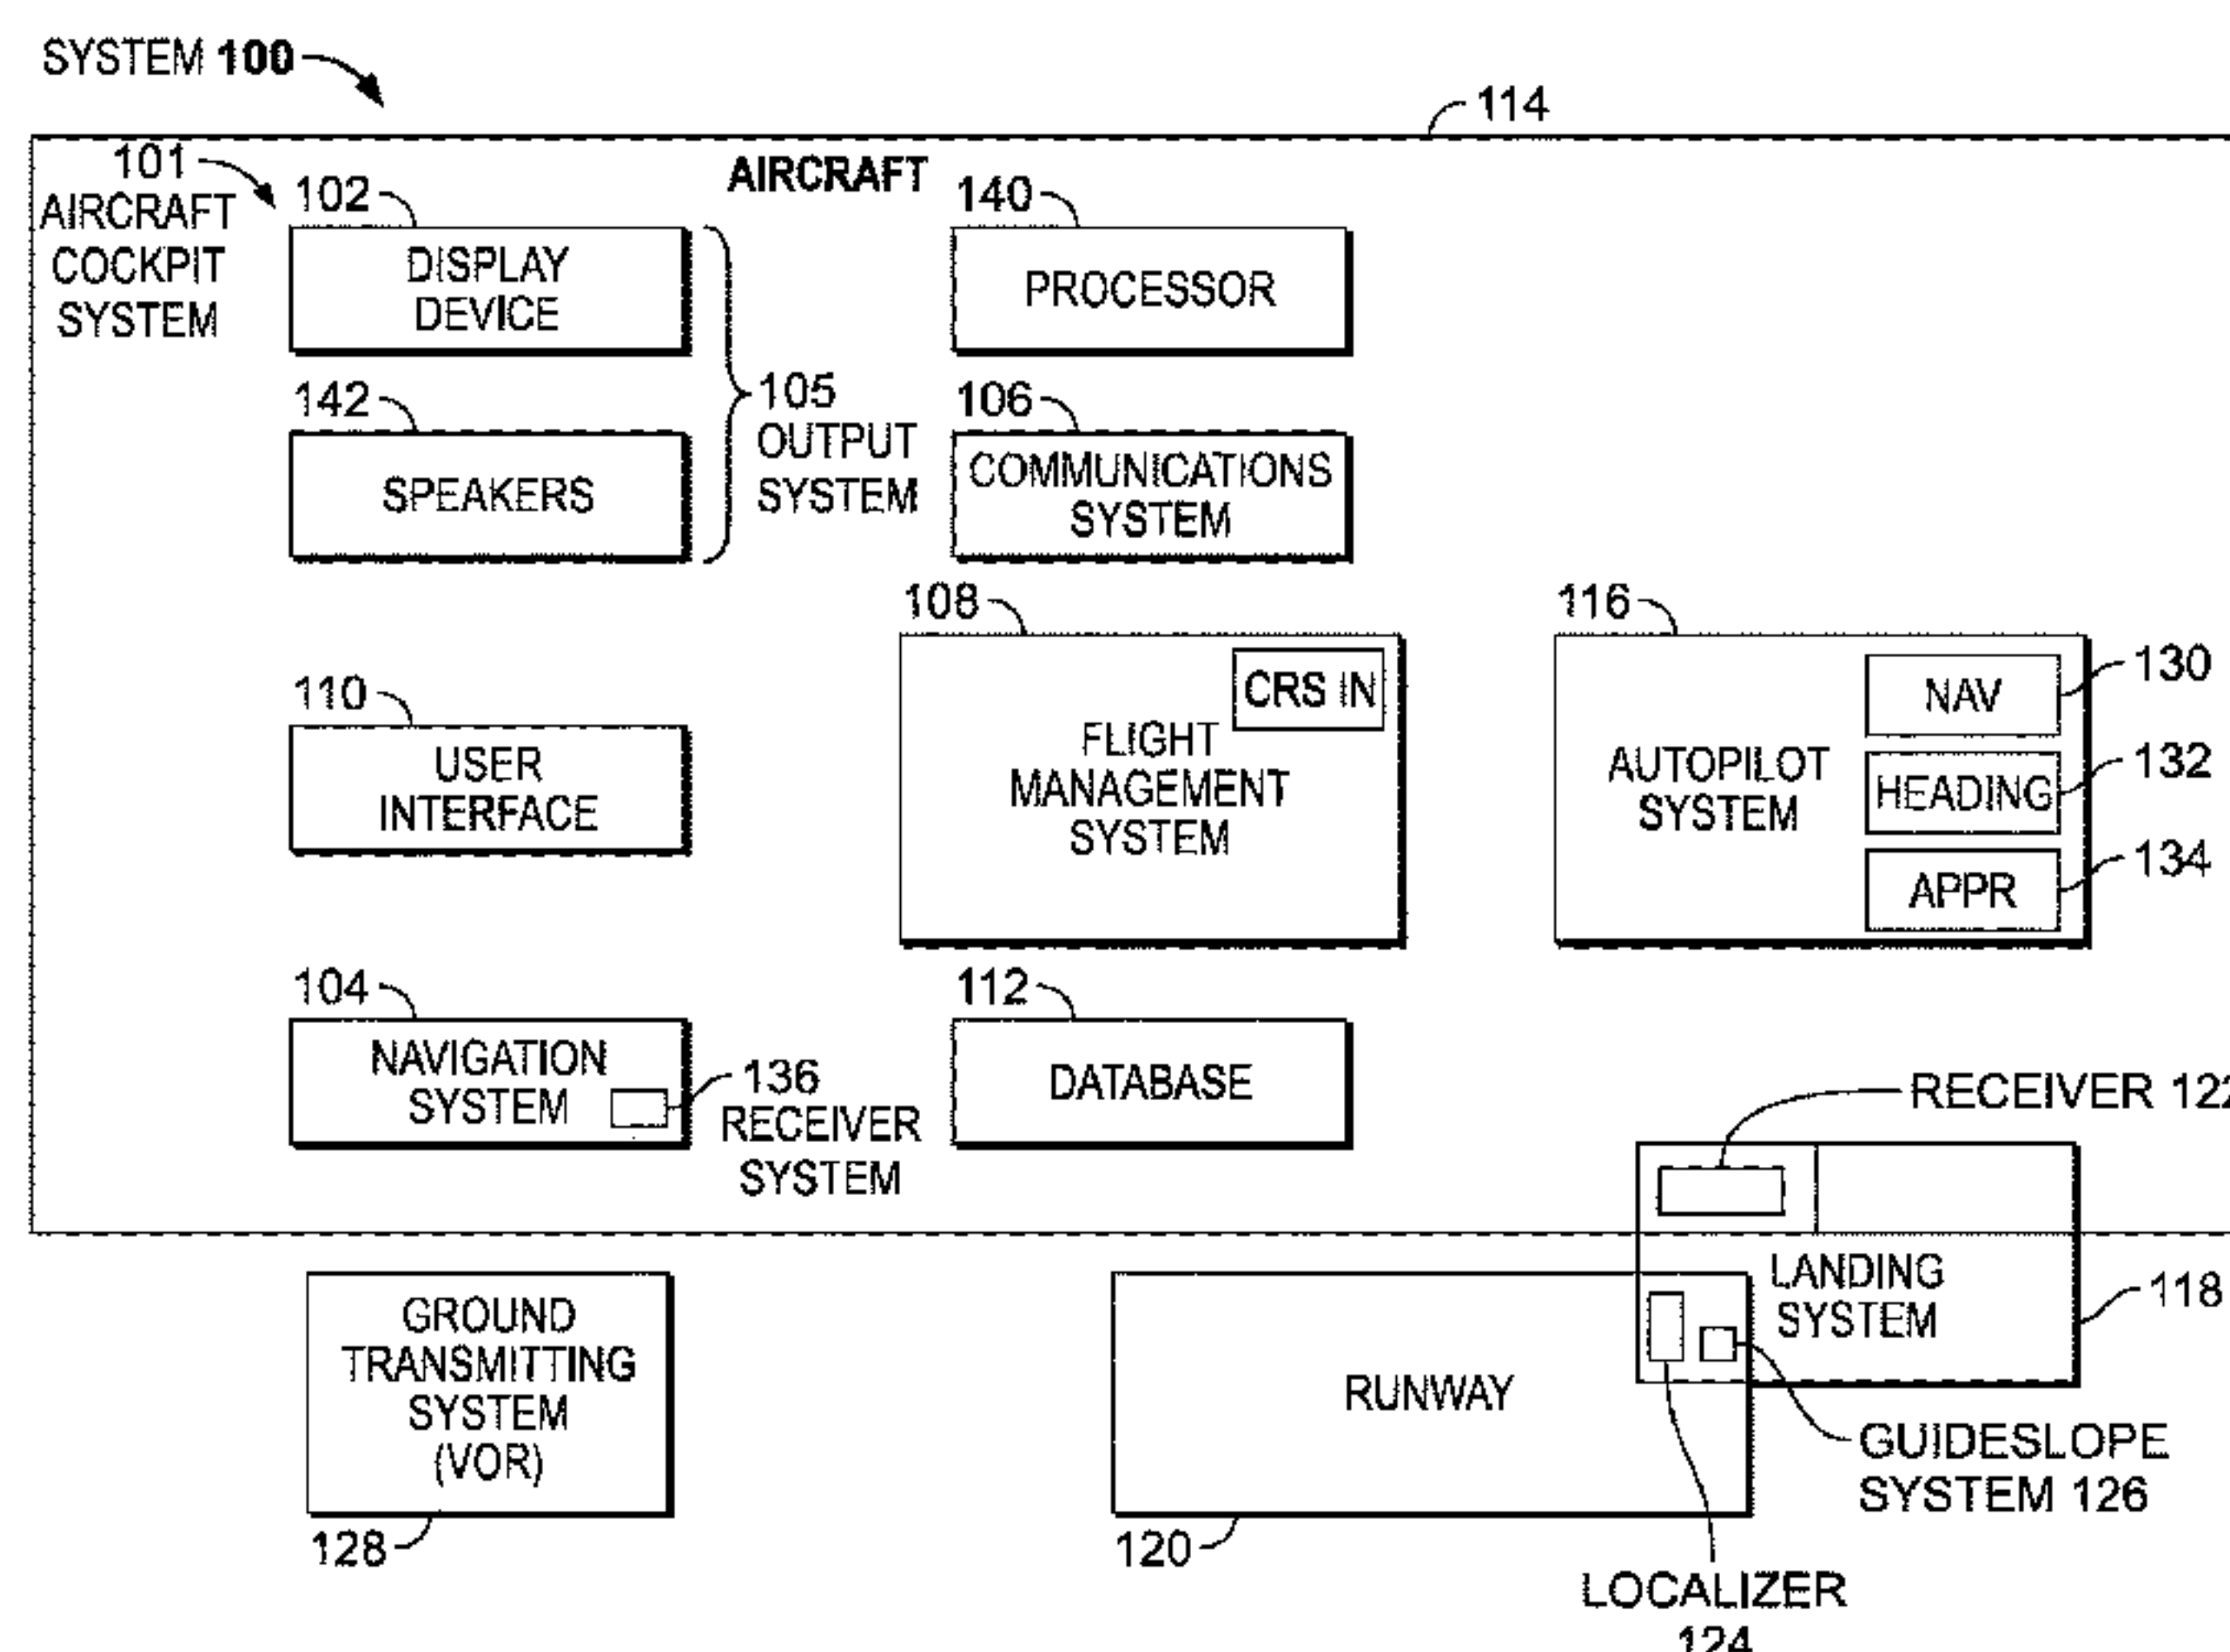 SYSTEM 100
114
101
AIRCRAFT
COCKPIT
SYSTEM
AIRCRAFT
102
DISPLAY
DEVICE
140
PROCESSOR
142
SPEAKERS
105
OUTPUT
SYSTEM
106
COMMUNICATIONS
SYSTEM
110
USER
INTERFACE
108
CRS IN
FLIGHT
MANAGEMENT
SYSTEM
116
AUTOPILOT
SYSTEM
NAV
130
HEADING
132
APPR
134
104
NAVIGATION
SYSTEM
136
RECEIVER
SYSTEM
112
DATABASE
RECEIVER 122
LANDING
SYSTEM
118
GROUND
TRANSMITTING
SYSTEM
(VOR)
128
RUNWAY
120
GUIDESLOPE
SYSTEM 126
LOCALIZER
124